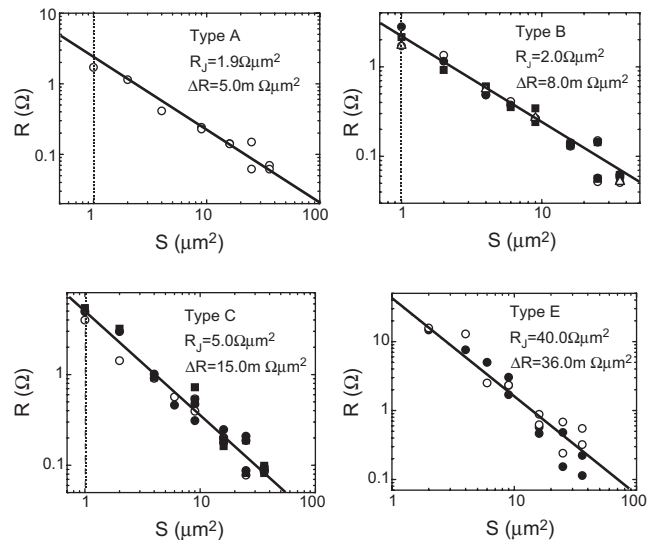 10
1
0.1
R (Ω)
Type A
R_J=1.9Ωμm²
ΔR=5.0m Ωμm²
1
10
100
S (μm²)
1
0.1
R (Ω)
Type B
R_J=2.0Ωμm²
ΔR=8.0m Ωμm²
1
10
S (μm²)
1
0.1
R (Ω)
Type C
R_J=5.0Ωμm²
ΔR=15.0m Ωμm²
1
10
100
S (μm²)
10
1
0.1
R (Ω)
Type E
R_J=40.0Ωμm²
ΔR=36.0m Ωμm²
1
10
100
S (μm²)